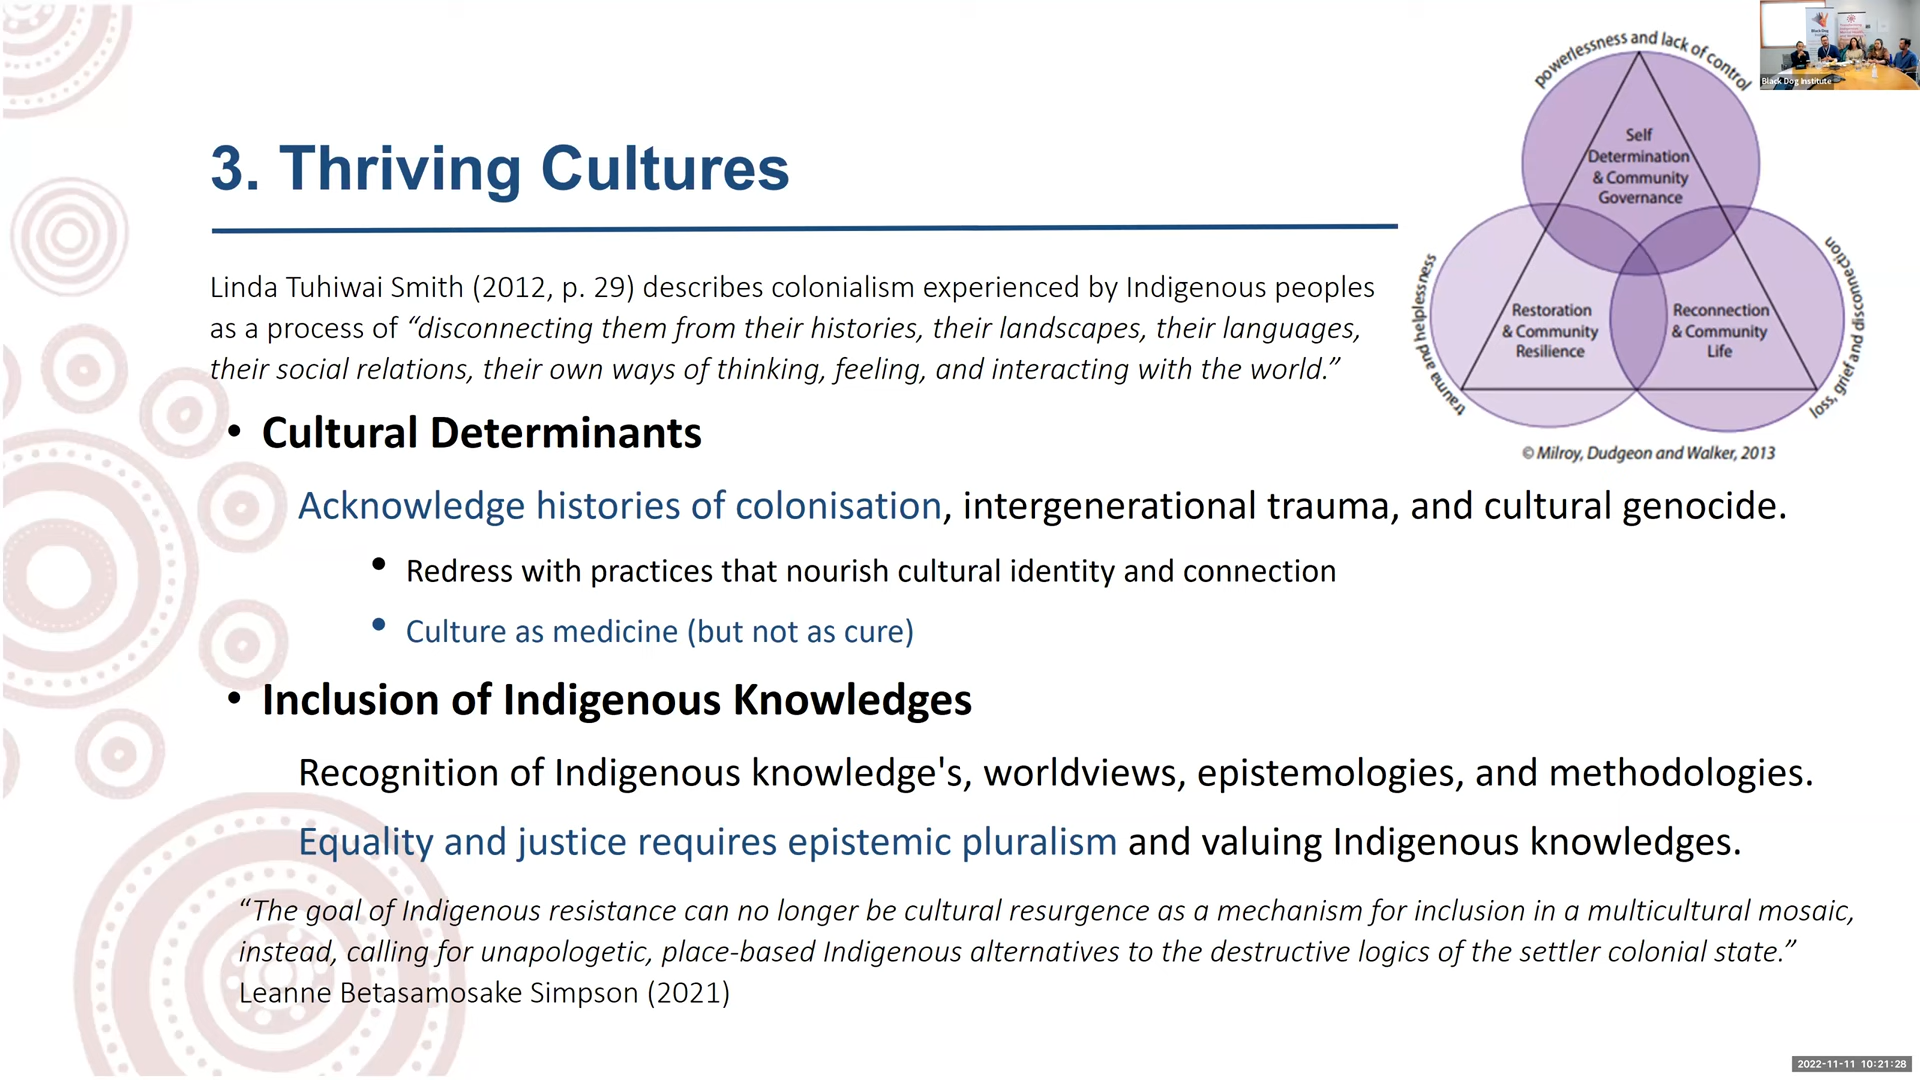 3. Thriving Cultures
Linda Tuhiwai Smith (2012, p. 29) describes colonialism experienced by Indigenous peoples
as a process of “disconnecting them from their histories, their landscapes, their languages,
their social relations, their own ways of thinking, feeling, and interacting with the world.”
• Cultural Determinants
Acknowledge histories of colonisation, intergenerational trauma, and cultural genocide.
• Redress with practices that nourish cultural identity and connection
• Culture as medicine (but not as cure)
• Inclusion of Indigenous Knowledges
Recognition of Indigenous knowledge's, worldviews, epistemologies, and methodologies.
Equality and justice requires epistemic pluralism and valuing Indigenous knowledges.
“The goal of Indigenous resistance can no longer be cultural resurgence as a mechanism for inclusion in a multicultural mosaic,
instead, calling for unapologetic, place-based Indigenous alternatives to the destructive logics of the settler colonial state.”
Leanne Betasamosake Simpson (2021)
powerlessness and lack of control
Self
Determination
& Community
Governance
trauma and helplessness
Restoration
& Community
Resilience
Reconnection
& Community
Life
loss, grief and disconnection
© Milroy, Dudgeon and Walker, 2013
Black Dog Institute
2022-11-11 10:21:28